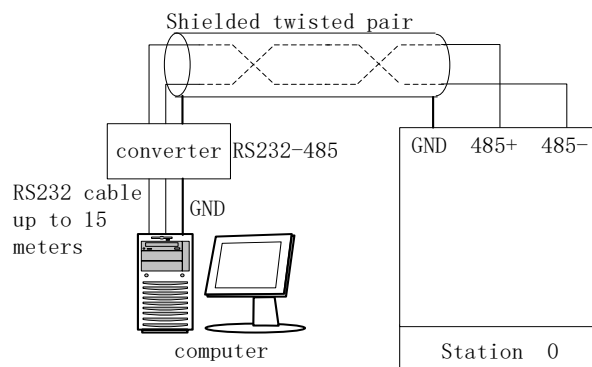 Shielded twisted pair
converter
RS232-485
GND
485+
485-
RS232 cable
up to 15
meters
GND
computer
Station 0